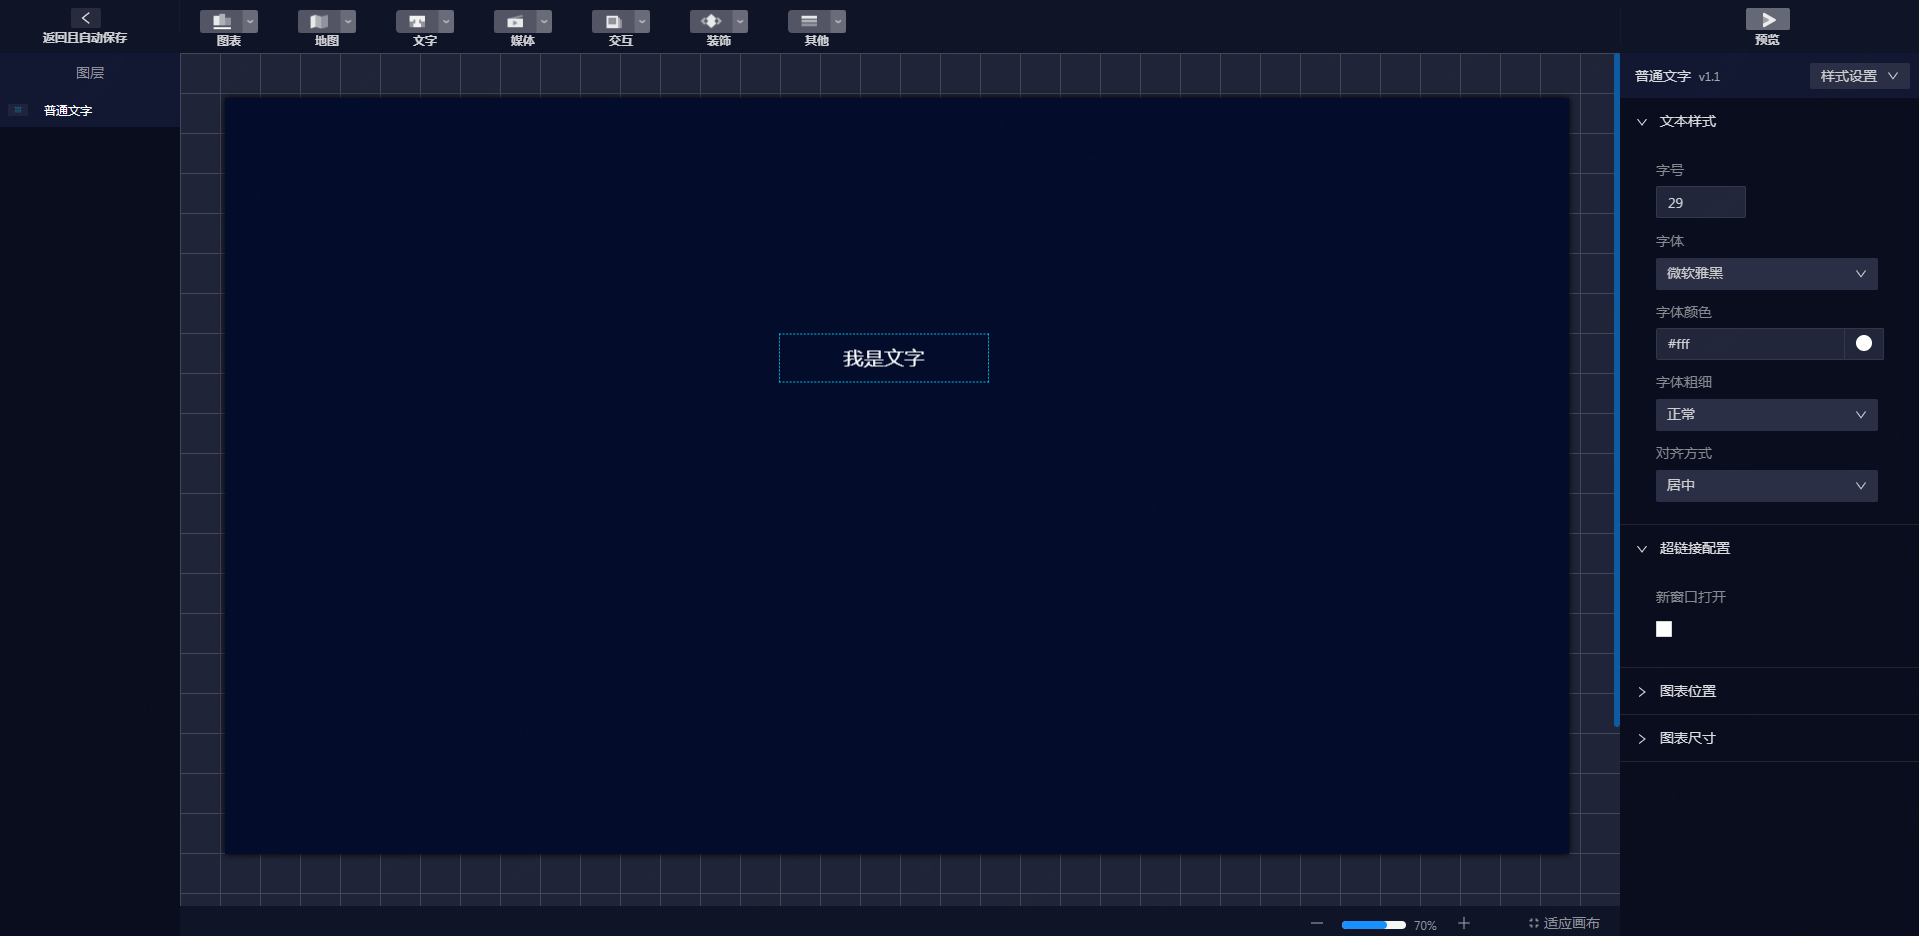 返回且自动保存
图表
地图
文字
媒体
交互
装饰
其他
预览
图层
普通文字
我是文字
普通文字 v1.1
样式设置
文本样式
字号
29
字体
微软雅黑
字体颜色
#fff
字体粗细
正常
对齐方式
居中
超链接配置
新窗口打开
图表位置
图表尺寸
70%
适应画布